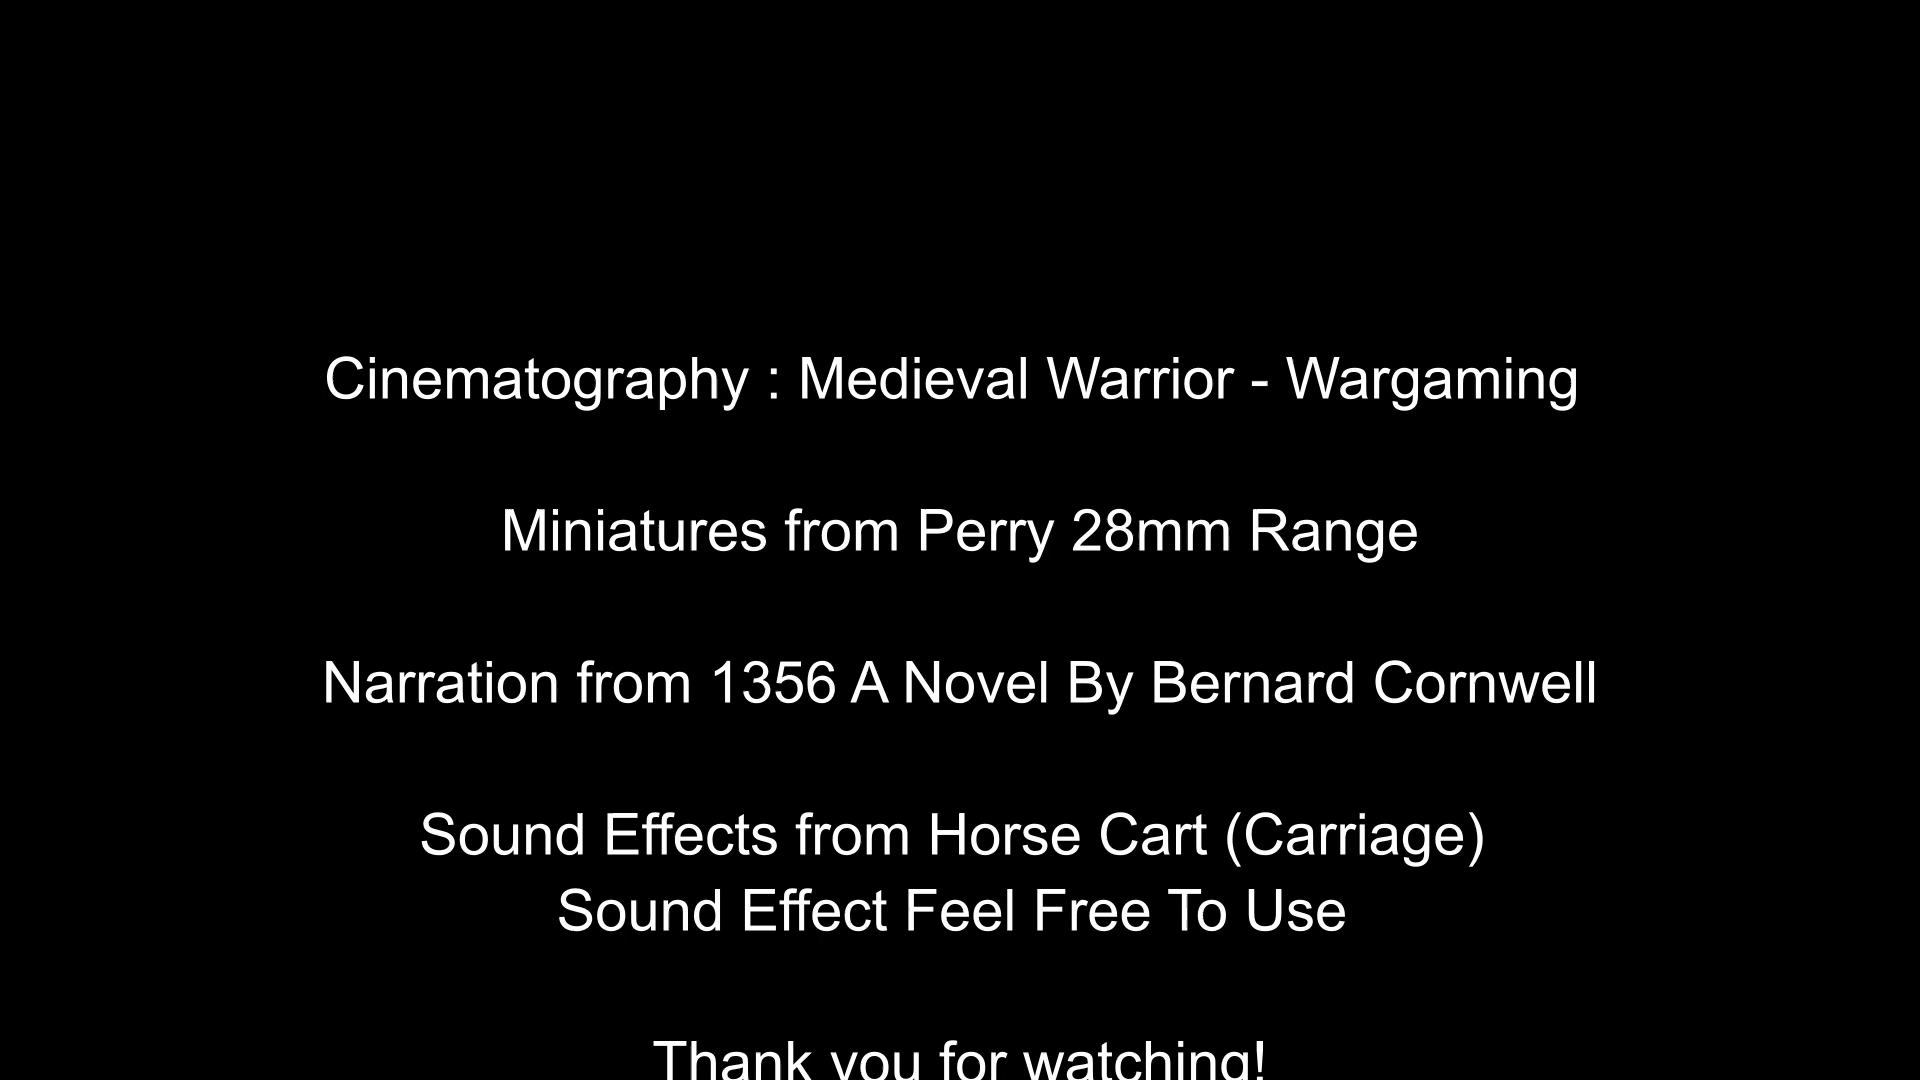 Cinematography : Medieval Warrior - Wargaming
Miniatures from Perry 28mm Range
Narration from 1356 A Novel By Bernard Cornwell
Sound Effects from Horse Cart (Carriage)
Sound Effect Feel Free To Use
Thank you for watching!